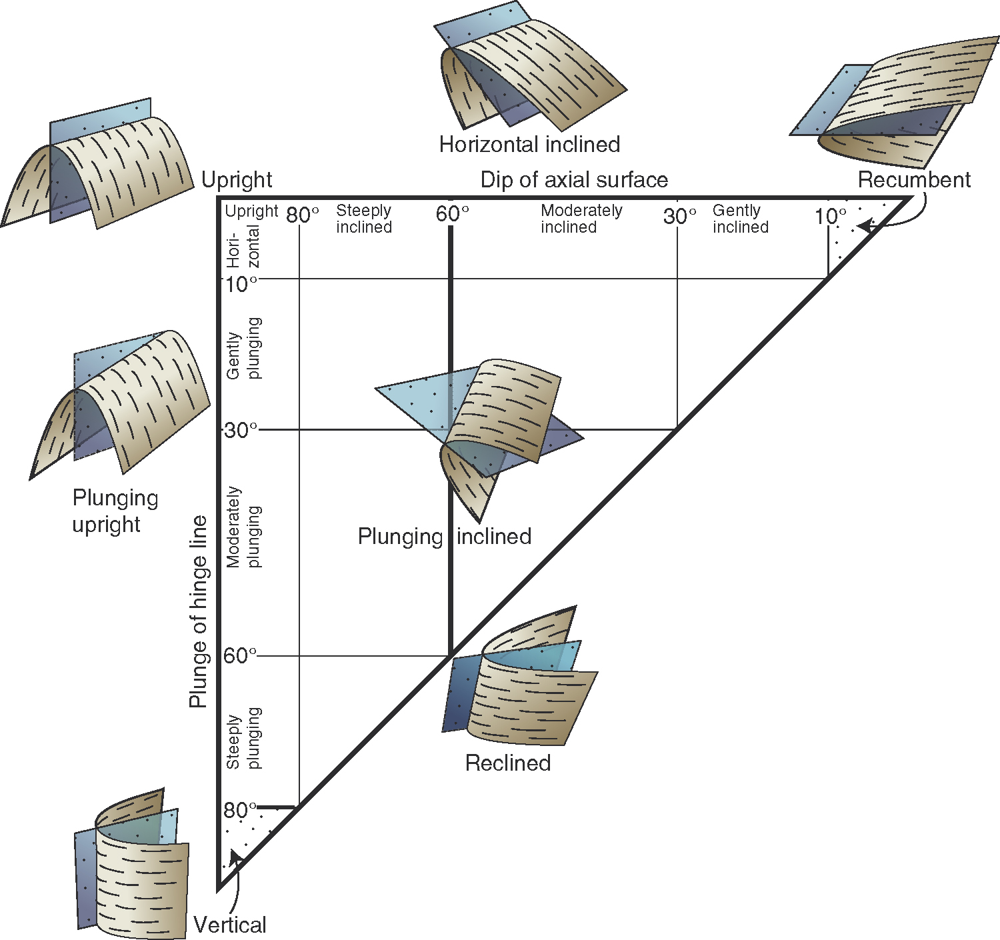 Horizontal inclined
Upright
Dip of axial surface
Recumbent
Upright
80°
Steeply
inclined
60°
Moderately
inclined
30°
Gently
inclined
10°
Hori-
zontal
10°
Gently
plunging
30°
Plunging
upright
Moderately
plunging
Plunging inclined
Plunge of hinge line
60°
Steeply
plunging
Reclined
80°
Vertical